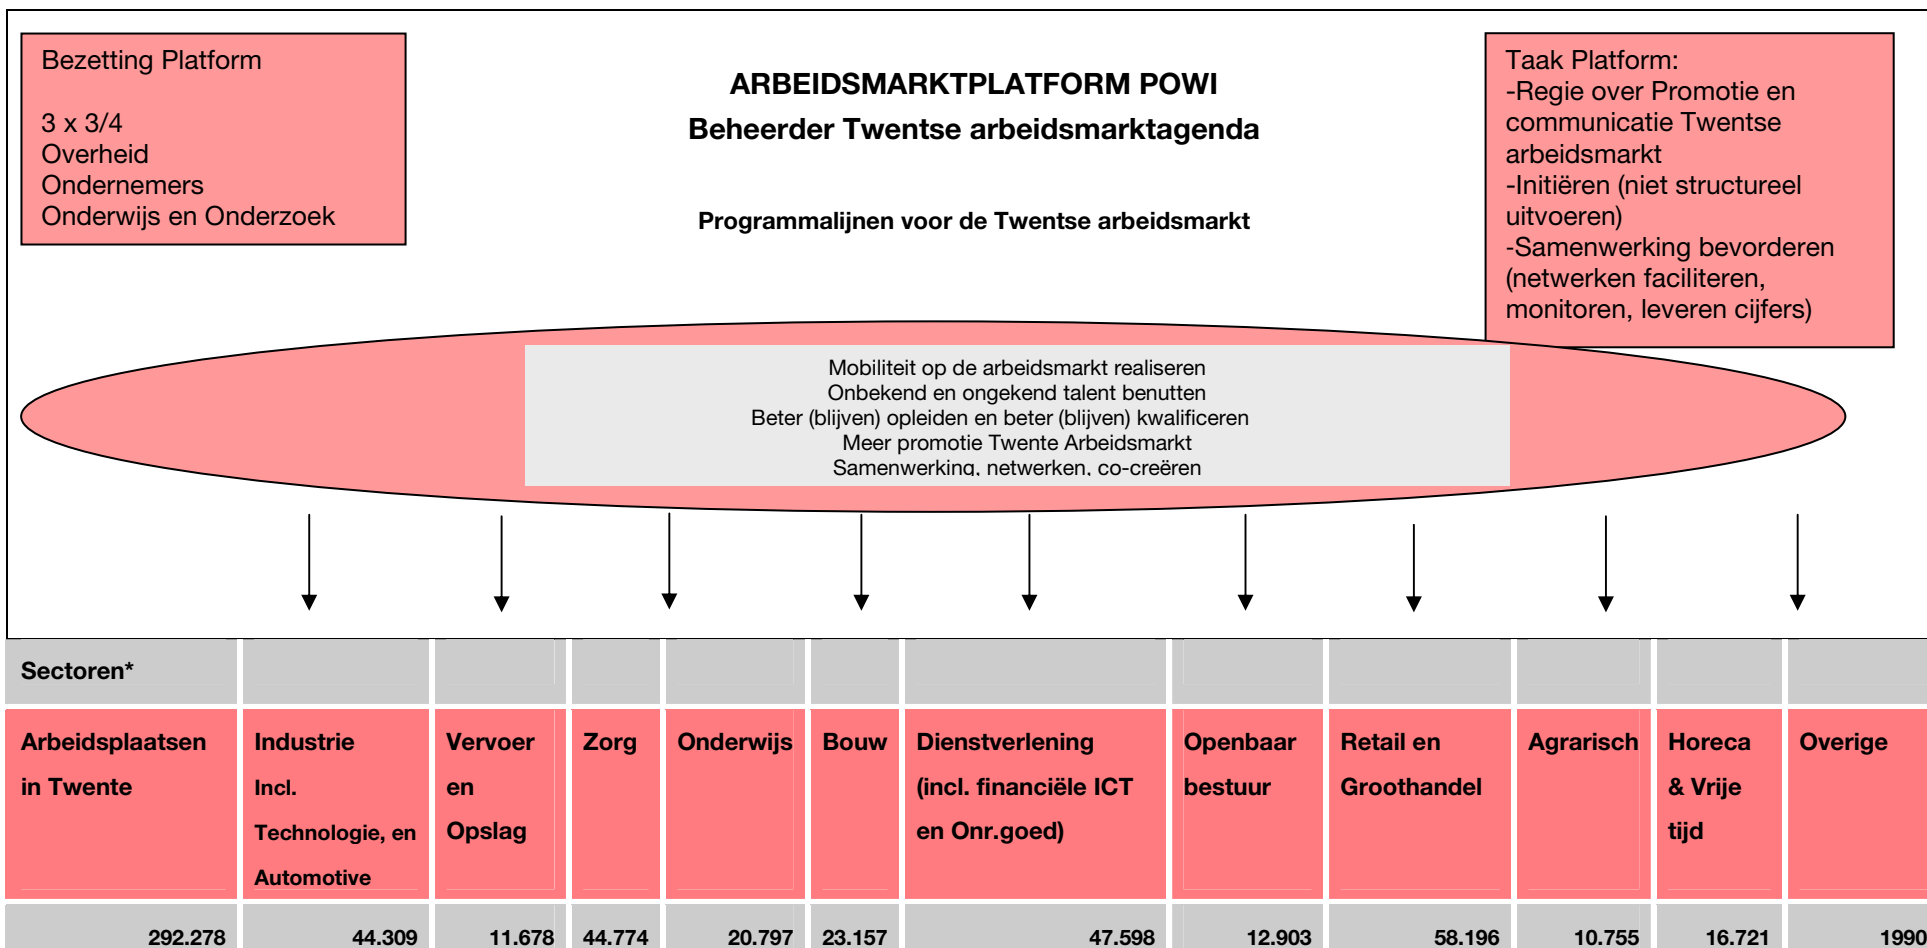 Bezetting Platform
3 x 3/4
Overheid
Ondernemers
Onderwijs en Onderzoek
ARBEIDSMARKTPLATFORM POWI
Beheerder Twentse arbeidsmarktagenda
Programmalijnen voor de Twentse arbeidsmarkt
Taak Platform:
-Regie over Promotie en
communicatie Twentse
arbeidsmarkt
-Initiëren (niet structureel
uitvoeren)
-Samenwerking bevorderen
(netwerken faciliteren,
monitoren, leveren cijfers)
Mobiliteit op de arbeidsmarkt realiseren
Onbekend en ongekend talent benutten
Beter (blijven) opleiden en beter (blijven) kwalificeren
Meer promotie Twente Arbeidsmarkt
Samenwerking, netwerken, co-creëren
Sectoren*
Arbeidsplaatsen
in Twente
Industrie
Incl.
Technologie, en
Automotive
Vervoer
en
Opslag
Zorg
Onderwijs
Bouw
Dienstverlening
(incl. financiële ICT
en Onr.goed)
Openbaar
bestuur
Retail en
Groothandel
Agrarisch
Horeca
& Vrije
tijd
Overige
292.278 44.309 11.678 44.774 20.797 23.157 47.598 12.903 58.196 10.755 16.721 1990